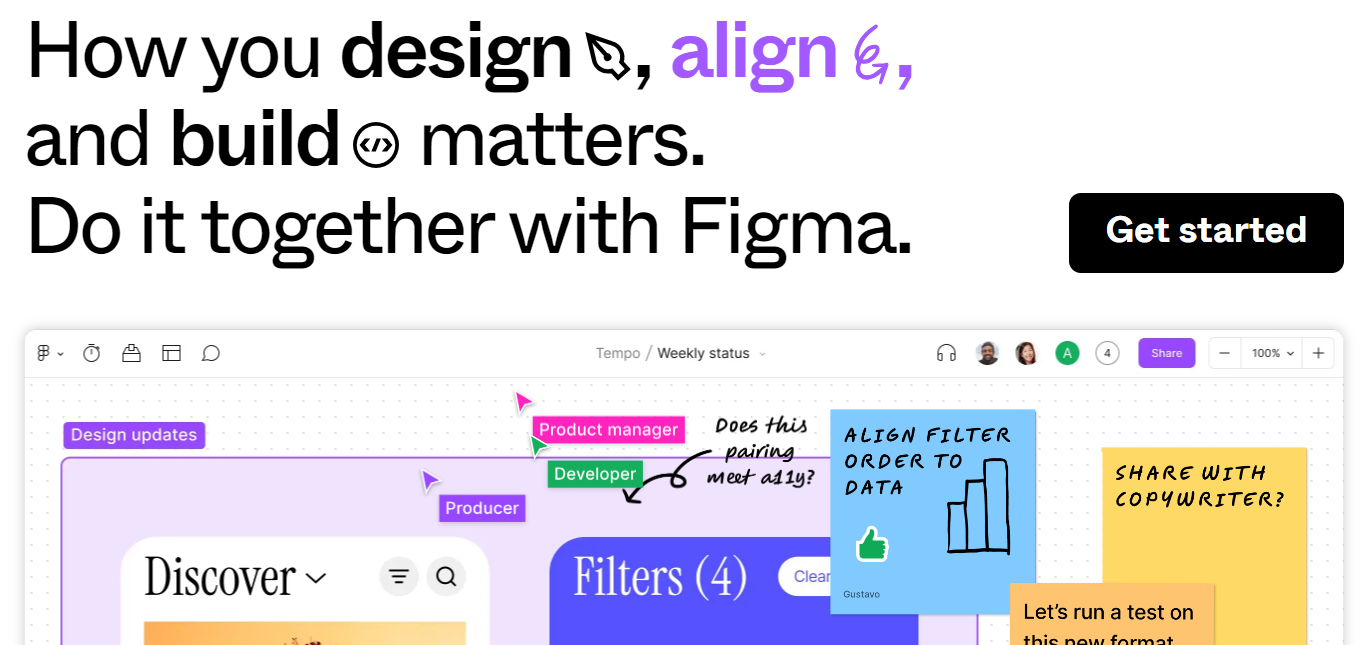 How you design, align,
and build </> matters.
Do it together with Figma.
Get started
Tempo / Weekly status
A
4
Share
100%
Design updates
Product manager
Developer
Producer
Does this
pairing
meet a11y?
ALIGN FILTER
ORDER TO
DATA
Gustavo
SHARE WITH
COPYWRITER?
Discover
Filters (4)
Clear
Let's run a test on
this new format